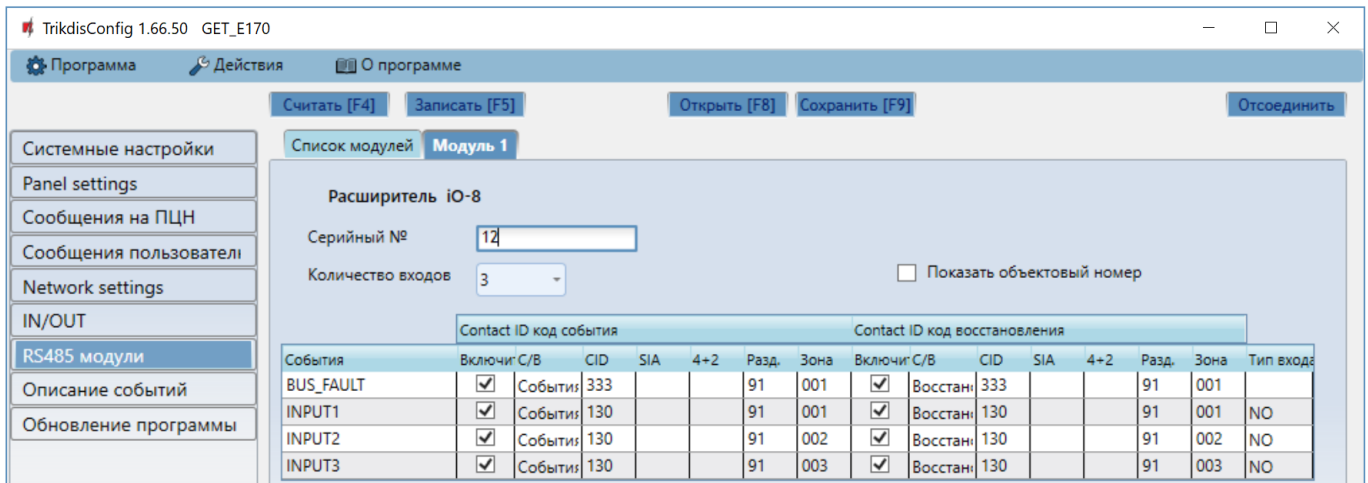 TrikdisConfig 1.66.50 GET_E170
Программа Действия О программе
Считать [F4] Записать [F5] Открыть [F8] Сохранить [F9] Отсоединить
Системные настройки
Panel settings
Сообщения на ПЦН
Сообщения пользователю
Network settings
IN/OUT
RS485 модули
Описание событий
Обновление программы
Список модулей Модуль 1
Расширитель iO-8
Серийный № 12
Количество входов 3 Показать объектовый номер
Contact ID код события Contact ID код восстановления
События Включит С/В CID SIA 4+2 Разд. Зона Включит С/В CID SIA 4+2 Разд. Зона Тип входа
BUS_FAULT События 333 91 001 Восстан 333 91 001
INPUT1 События 130 91 001 Восстан 130 91 001 NO
INPUT2 События 130 91 002 Восстан 130 91 002 NO
INPUT3 События 130 91 003 Восстан 130 91 003 NO